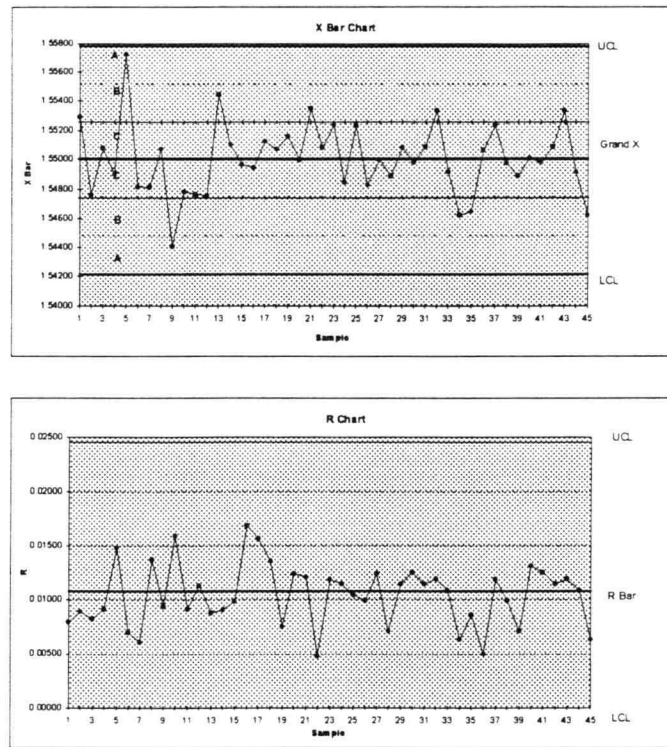 X Bar Chart
1.55800
UCL
A
1.55600
B
1.55400
1.55200
C
Grand X
X Bar
1.55000
C
1.54800
1.54600
B
1.54400
A
1.54200
LCL
1.54000
1 3 5 7 9 11 13 15 17 19 21 23 25 27 29 31 33 35 37 39 41 43 45
Sample
R Chart
0.02500
UCL
0.02000
0.01500
R
0.01000
R Bar
0.00500
0.00000
LCL
1 3 5 7 9 11 13 15 17 19 21 23 25 27 29 31 33 35 37 39 41 43 45
Sample